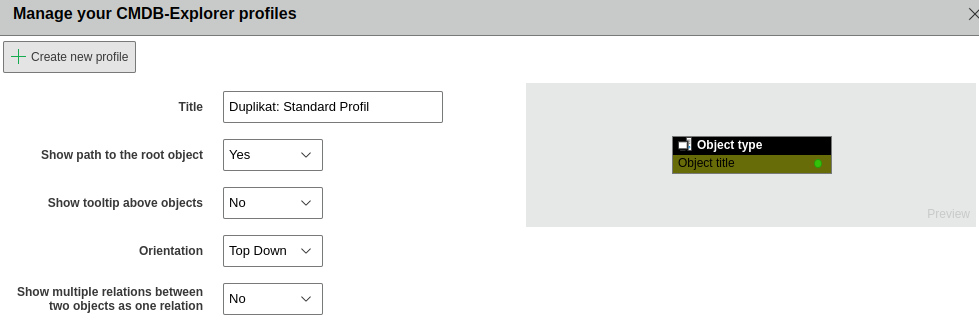 Manage your CMDB-Explorer profiles
Create new profile
Title
Duplikat: Standard Profil
Show path to the root object
Yes
Show tooltip above objects
No
Orientation
Top Down
Show multiple relations between
two objects as one relation
No
Object type
Object title
Preview